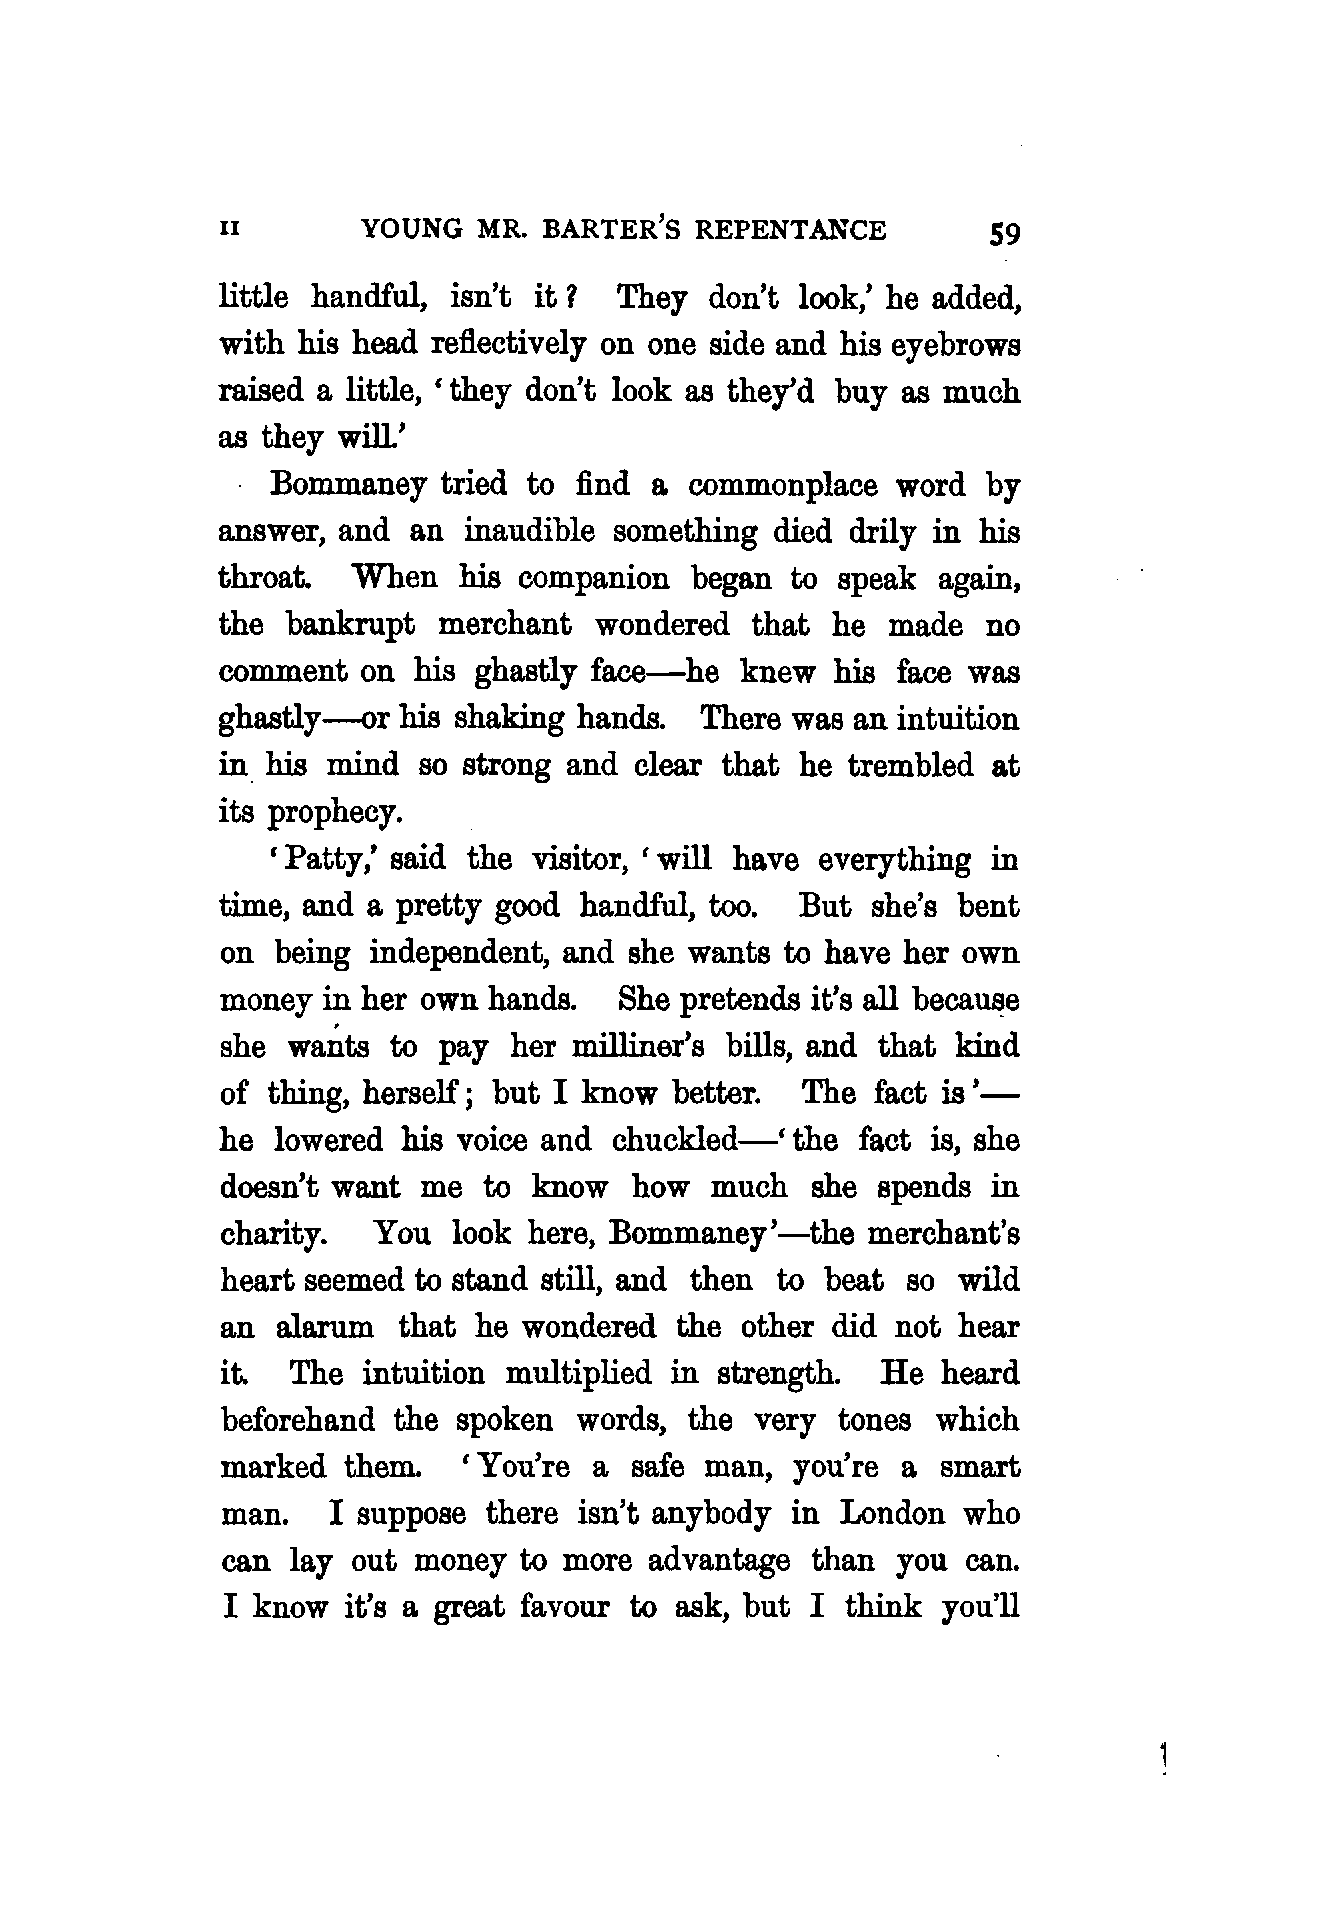 II YOUNG MR. BARTER'S REPENTANCE 59
little handful, isn't it? They don't look,' he added,
with his head reflectively on one side and his eyebrows
raised a little, 'they don't look as they'd buy as much
as they will.'
Bommaney tried to find a commonplace word by
answer, and an inaudible something died drily in his
throat. When his companion began to speak again,
the bankrupt merchant wondered that he made no
comment on his ghastly face—he knew his face was
ghastly—or his shaking hands. There was an intuition
in his mind so strong and clear that he trembled at
its prophecy.
'Patty,' said the visitor, 'will have everything in
time, and a pretty good handful, too. But she's bent
on being independent, and she wants to have her own
money in her own hands. She pretends it's all because
she wants to pay her milliner's bills, and that kind
of thing, herself; but I know better. The fact is'—
he lowered his voice and chuckled—'the fact is, she
doesn't want me to know how much she spends in
charity. You look here, Bommaney'—the merchant's
heart seemed to stand still, and then to beat so wild
an alarum that he wondered the other did not hear
it. The intuition multiplied in strength. He heard
beforehand the spoken words, the very tones which
marked them. 'You're a safe man, you're a smart
man. I suppose there isn't anybody in London who
can lay out money to more advantage than you can.
I know it's a great favour to ask, but I think you'll